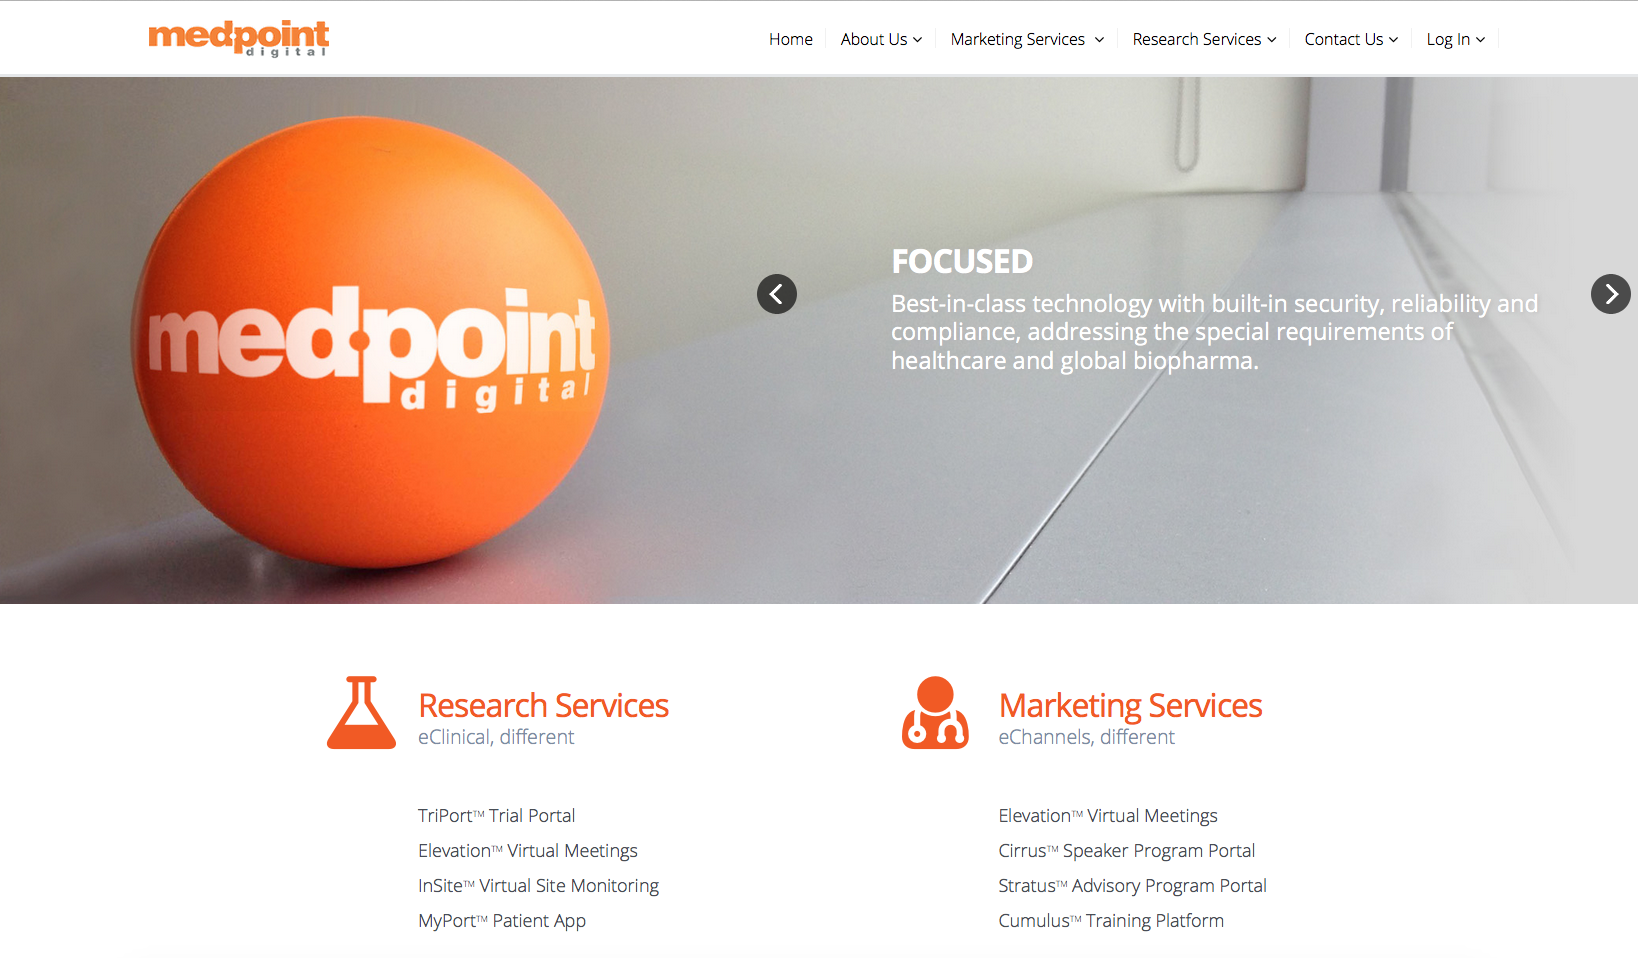 medpoint
digital
Home
About Us
Marketing Services
Research Services
Contact Us
Log In
medpoint
digital
FOCUSED
Best-in-class technology with built-in security, reliability and
compliance, addressing the special requirements of
healthcare and global biopharma.
Research Services
eClinical, different
TriPort™ Trial Portal
Elevation™ Virtual Meetings
InSite™ Virtual Site Monitoring
MyPort™ Patient App
Marketing Services
eChannels, different
Elevation™ Virtual Meetings
Cirrus™ Speaker Program Portal
Stratus™ Advisory Program Portal
Cumulus™ Training Platform